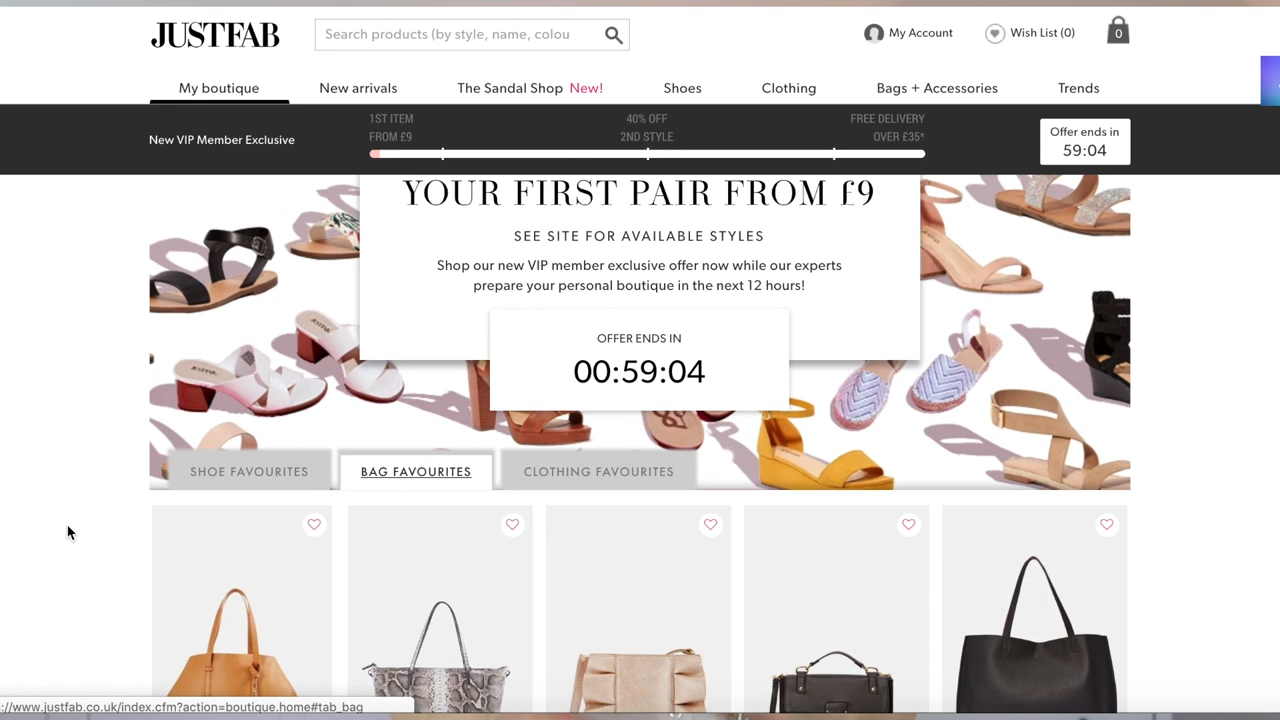 JUSTFAB
Search products (by style, name, colou
My Account
Wish List (0)
0
My boutique
New arrivals
The Sandal Shop New!
Shoes
Clothing
Bags + Accessories
Trends
New VIP Member Exclusive
1ST ITEM
FROM £9
40% OFF
2ND STYLE
FREE DELIVERY
OVER £35*
Offer ends in
59:04
YOUR FIRST PAIR FROM £9
SEE SITE FOR AVAILABLE STYLES
Shop our new VIP member exclusive offer now while our experts
prepare your personal boutique in the next 12 hours!
OFFER ENDS IN
00:59:04
SHOE FAVOURITES
BAG FAVOURITES
CLOTHING FAVOURITES
://www.justfab.co.uk/index.cfm?action=boutique.home#tab_bag